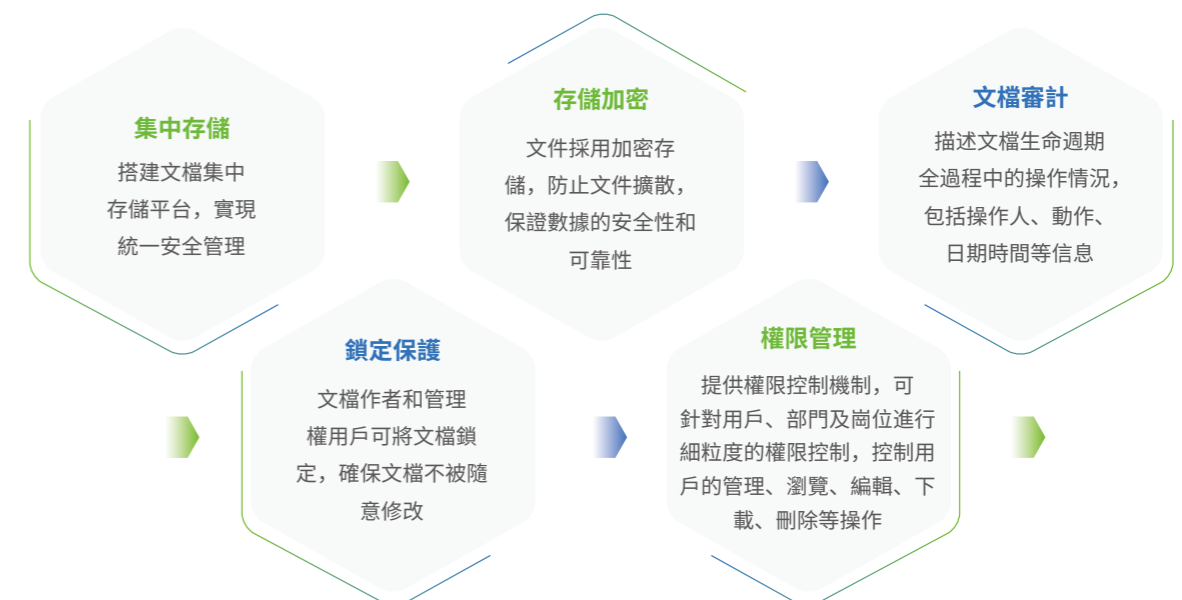 集中存儲
搭建文檔集中
存儲平台，實現
統一安全管理
存儲加密
文件採用加密存
儲，防止文件擴散，
保證數據的安全性和
可靠性
文檔審計
描述文檔生命週期
全過程中的操作情況，
包括操作人、動作、
日期時間等信息
鎖定保護
文檔作者和管理
權用戶可將文檔鎖
定，確保文檔不被隨
意修改
權限管理
提供權限控制機制，可
針對用戶、部門及崗位進行
細粒度的權限控制，控制用
戶的管理、瀏覽、編輯、下
載、刪除等操作